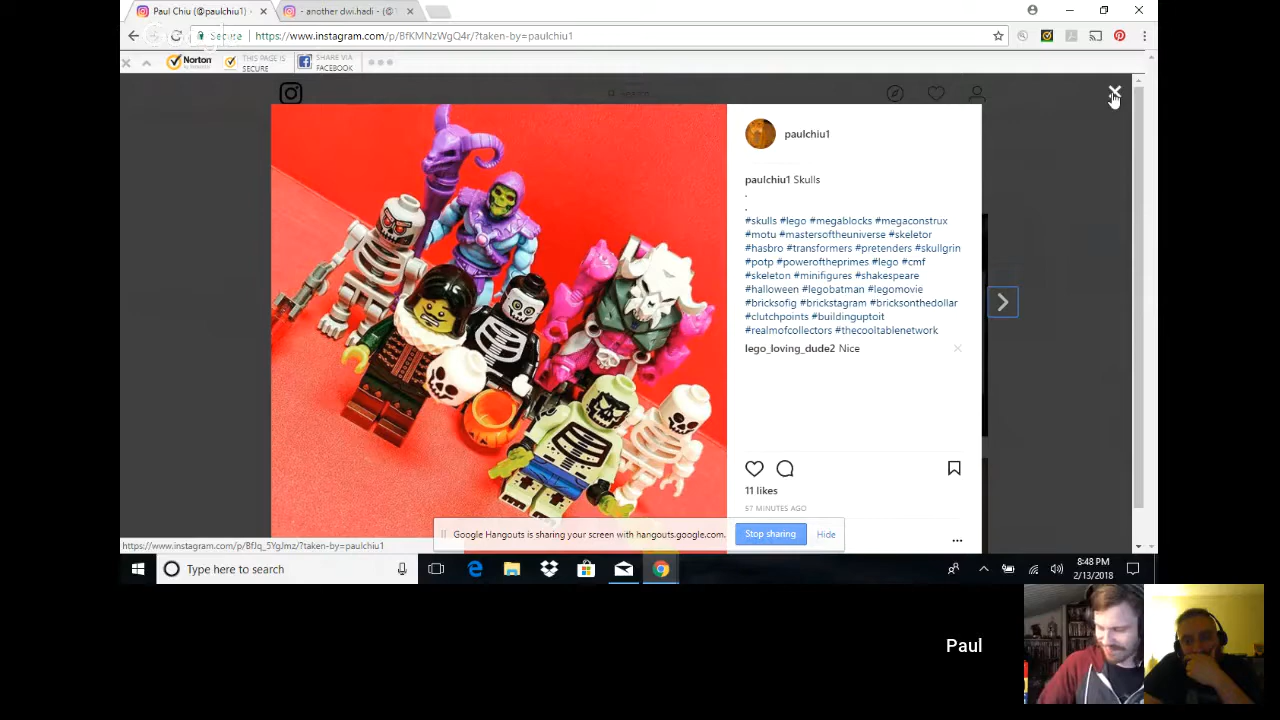 Paul Chiu (@paulchiu1) -
- another dwi.hadi - (@
Secure
https://www.instagram.com/p/BfKMNzWgQ4r/?taken-by=paulchiu1
Norton
THIS PAGE IS
SECURE
SHARE VIA
FACEBOOK
paulchiu1
paulchiu1 Skulls
.
.
#skulls #lego #megablocks #megaconstrux
#motu #mastersoftheuniverse #skeletor
#hasbro #transformers #pretenders #skullgrin
#potp #poweroftheprimes #lego #cmf
#skeleton #minifigures #shakespeare
#halloween #legobatman #legomovie
#bricksofig #brickstagram #bricksonthedollar
#clutchpoints #buildinguptoit
#realmofcollectors #thecooltablenetwork
lego_loving_dude2 Nice
11 likes
57 MINUTES AGO
Google Hangouts is sharing your screen with hangouts.google.com.
Stop sharing
Hide
https://www.instagram.com/p/BfJq_5YgJmz/?taken-by=paulchiu1
Type here to search
8:48 PM
2/13/2018
Paul